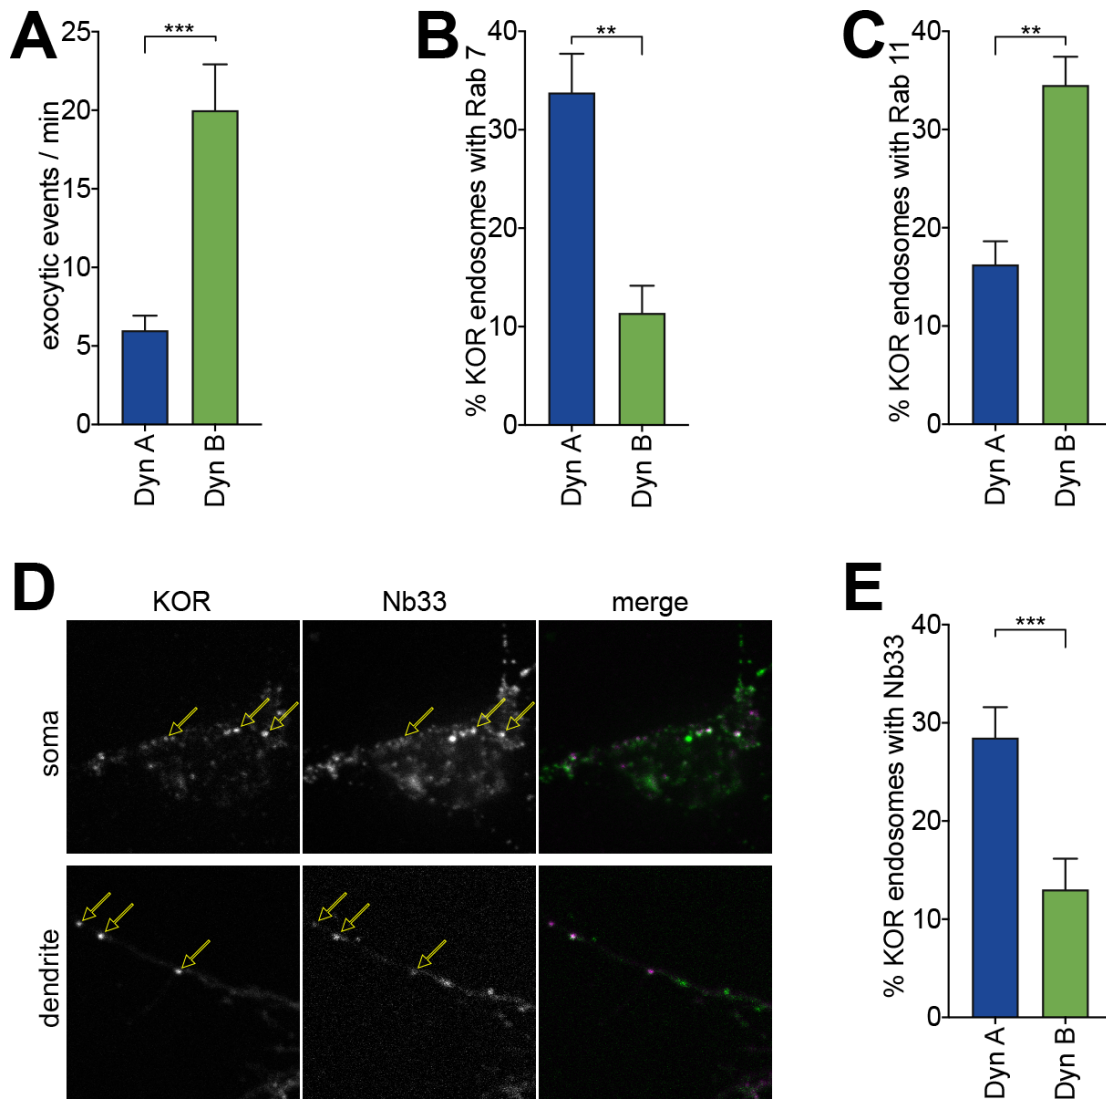 A
exocytic events / min
25
20
15
10
5
0
***
Dyn A
Dyn B
B
% KOR endosomes with Rab 7
40
30
20
10
0
**
Dyn A
Dyn B
C
% KOR endosomes with Rab 11
40
30
20
10
0
**
Dyn A
Dyn B
D
KOR
Nb33
merge
soma
dendrite
E
% KOR endosomes with Nb33
40
30
20
10
0
***
Dyn A
Dyn B